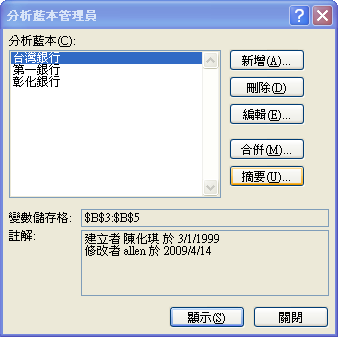 分析藍本管理員
分析藍本(C):
台灣銀行
第一銀行
彰化銀行
新增(A)...
刪除(D)
編輯(E)...
合併(M)...
摘要(U)...
變數儲存格:
$B$3:$B$5
註解:
建立者 陳化琪 於 3/1/1999
修改者 allen 於 2009/4/14
顯示(S)
關閉